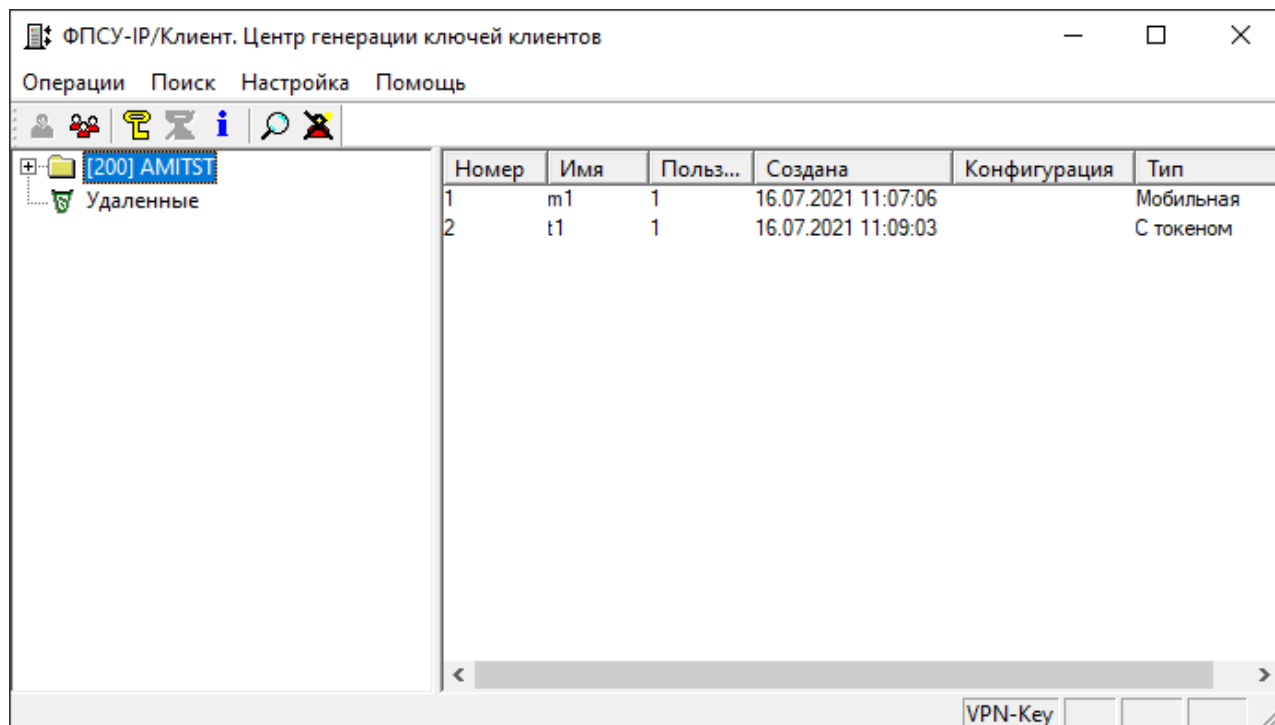 ФПСУ-IP/Клиент. Центр генерации ключей клиентов
Операции Поиск Настройка Помощь
[200] AMITST
Удаленные
Номер Имя Польз... Создана Конфигурация Тип
1 m1 1 16.07.2021 11:07:06 Мобильная
2 t1 1 16.07.2021 11:09:03 С токеном
VPN-Key